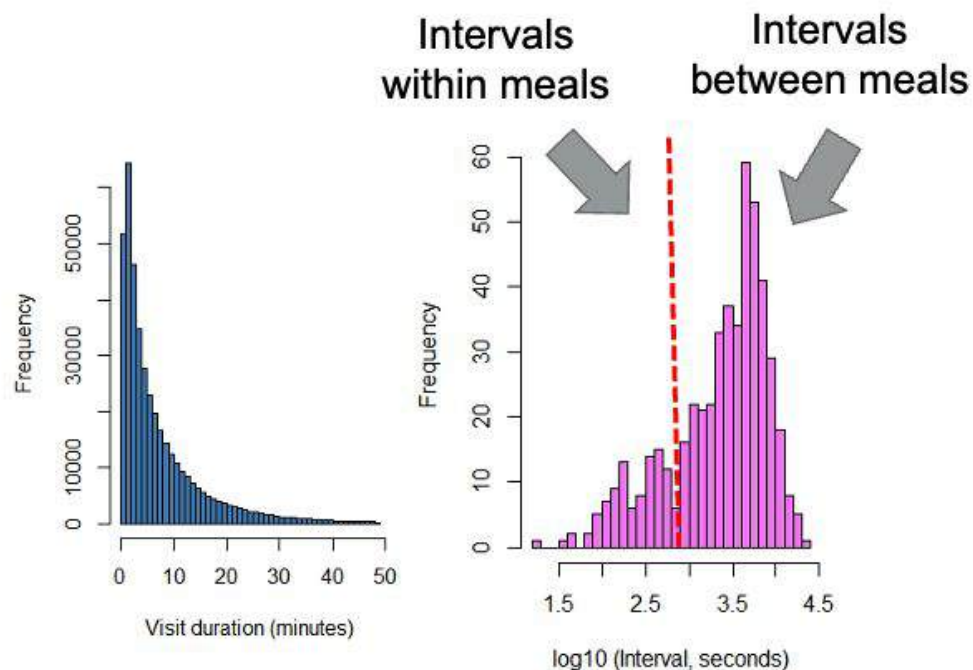 Intervals
within meals
Intervals
between meals
Frequency
0
10000
30000
50000
0
10
20
30
40
50
Visit duration (minutes)
Frequency
0
10
20
30
40
50
60
1.5
2.5
3.5
4.5
log10 (Interval, seconds)